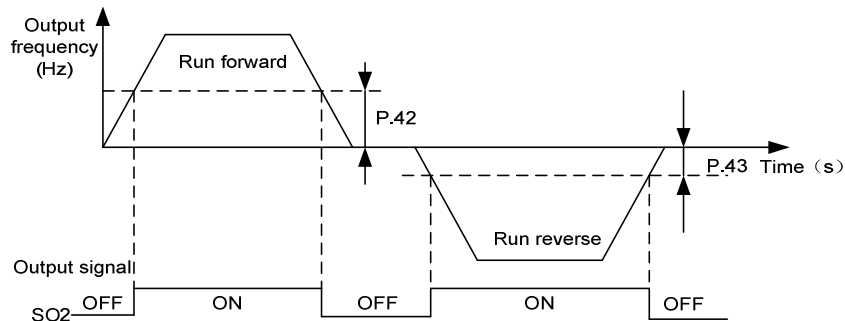 Output
frequency
(Hz)
Run forward
P.42
P.43 Time（s）
Run reverse
Output signal
SO2 OFF ON OFF ON OFF